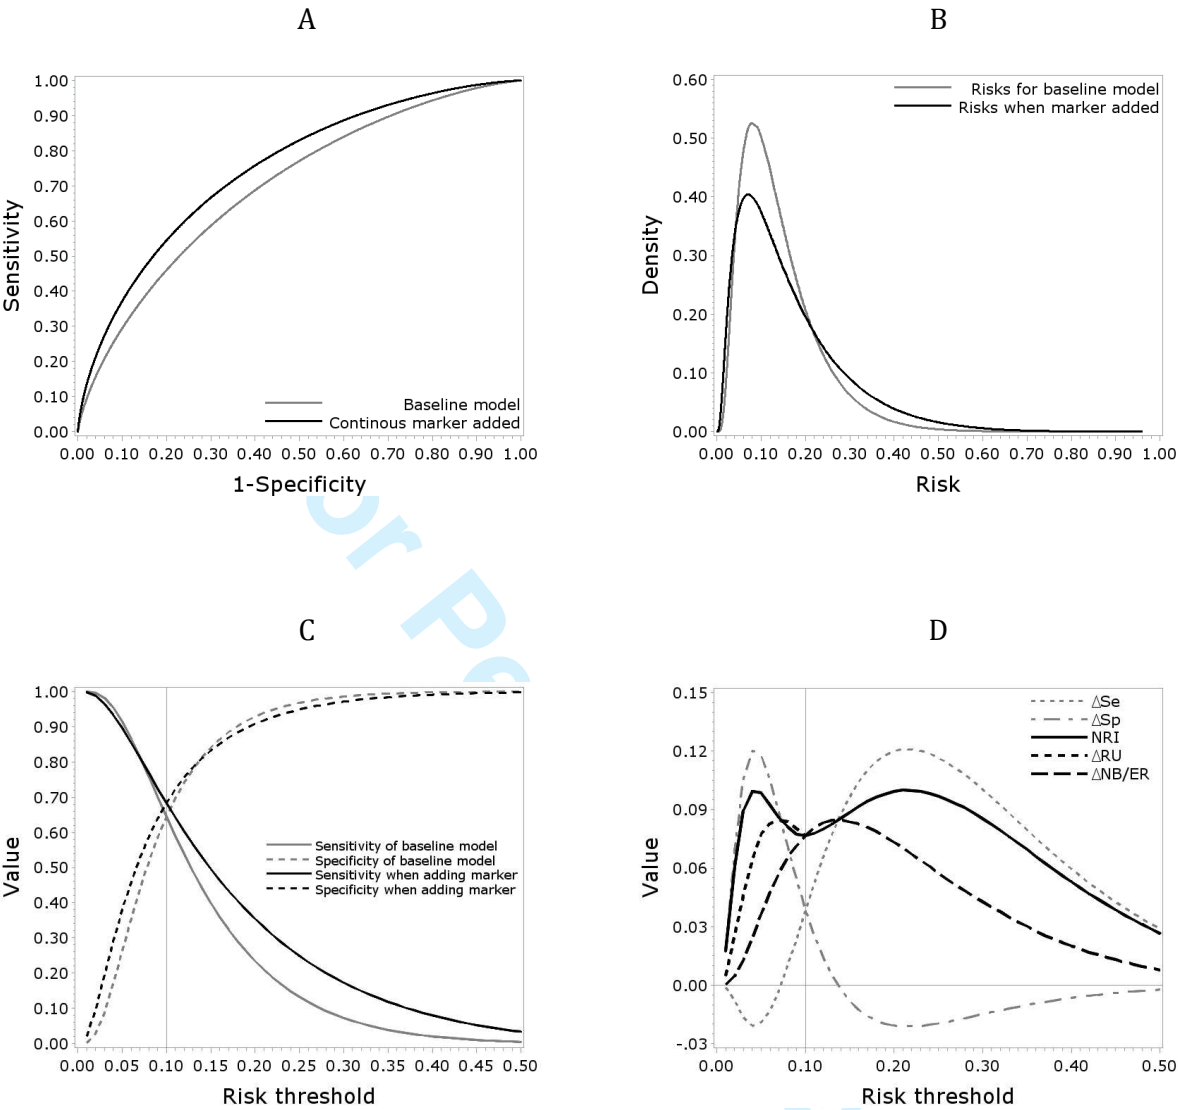 A
1.00
0.90
0.80
0.70
0.60
0.50
0.40
0.30
0.20
0.10
0.00
Sensitivity
Baseline model
Continous marker added
0.00 0.10 0.20 0.30 0.40 0.50 0.60 0.70 0.80 0.90 1.00
1-Specificity
B
0.60
0.50
0.40
0.30
0.20
0.10
0.00
Density
Risks for baseline model
Risks when marker added
0.00 0.10 0.20 0.30 0.40 0.50 0.60 0.70 0.80 0.90 1.00
Risk
or Pe
C
1.00
0.90
0.80
0.70
0.60
0.50
0.40
0.30
0.20
0.10
0.00
Value
Sensitivity of baseline model
Specificity of baseline model
Sensitivity when adding marker
Specificity when adding marker
0.00 0.05 0.10 0.15 0.20 0.25 0.30 0.35 0.40 0.45 0.50
Risk threshold
D
0.15
0.12
0.09
0.06
0.03
0.00
-.03
Value
ΔSe
ΔSp
NRI
ΔRU
ΔNB/ER
0.00 0.10 0.20 0.30 0.40 0.50
Risk threshold